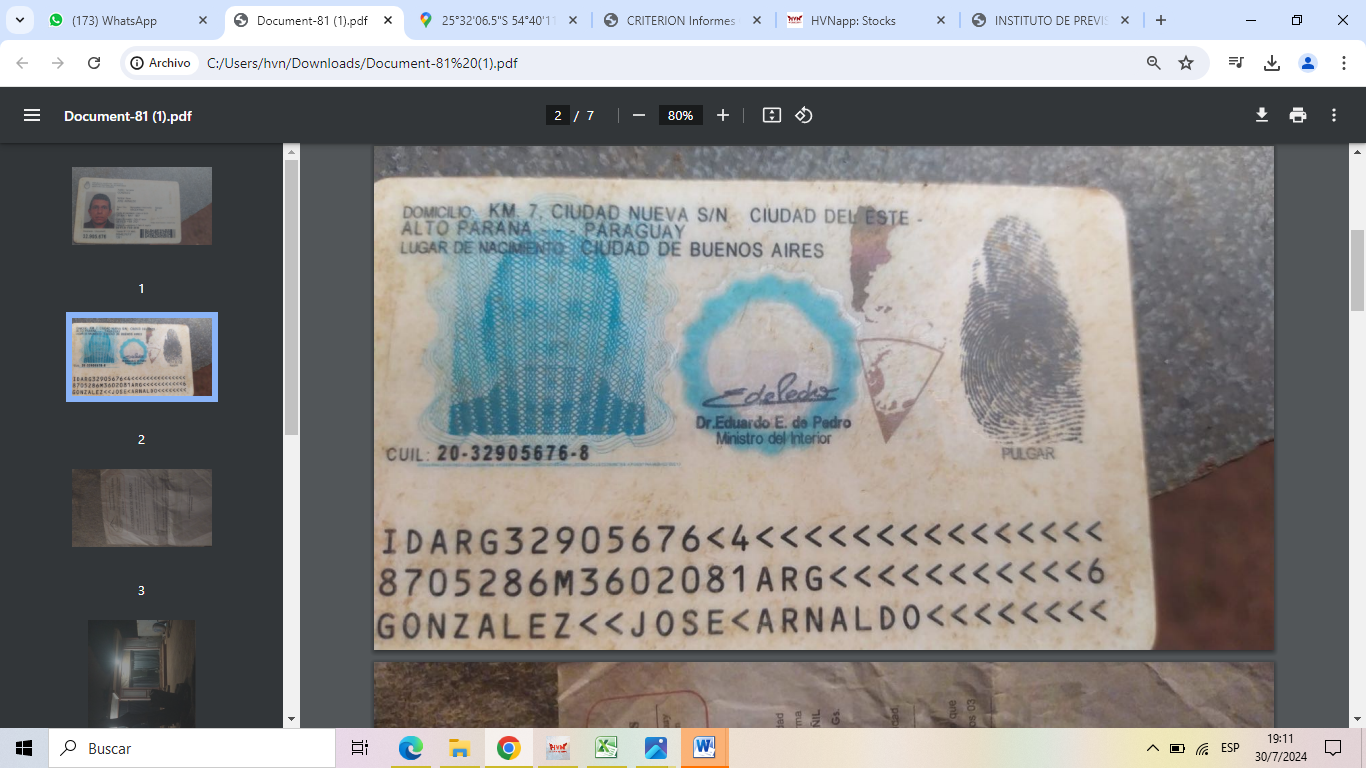 (173) WhatsApp
Document-81 (1).pdf
25°32'06.5"S 54°40'1
CRITERION Informes
HVNapp: Stocks
INSTITUTO DE PREVIS
Archivo
C:/Users/hvn/Downloads/Document-81%20(1).pdf
Document-81 (1).pdf
2 / 7
80%
1
2
3
DOMICILIO: KM. 7, CIUDAD NUEVA S/N CIUDAD DEL ESTE -
ALTO PARANA PARAGUAY
LUGAR DE NACIMIENTO: CIUDAD DE BUENOS AIRES
EdePedro
Dr. Eduardo E. de Pedro
Ministro del Interior
CUIL: 20-32905676-8
PULGAR
IDARG32905676<4<<<<<<<<<<<<<<<
8705286M3602081ARG<<<<<<<<<<<6
GONZALEZ<<JOSE<ARNALDO<<<<<<<<
Buscar
ESP
19:11
30/7/2024